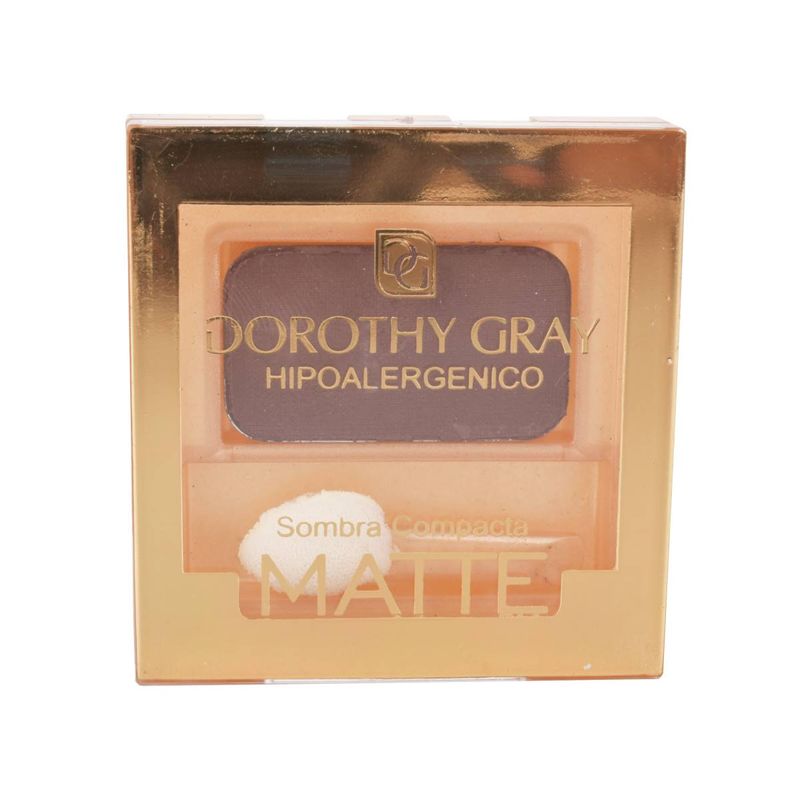 DG
DOROTHY GRAY
HIPOALERGENICO
Sombra Compacta
MATTE